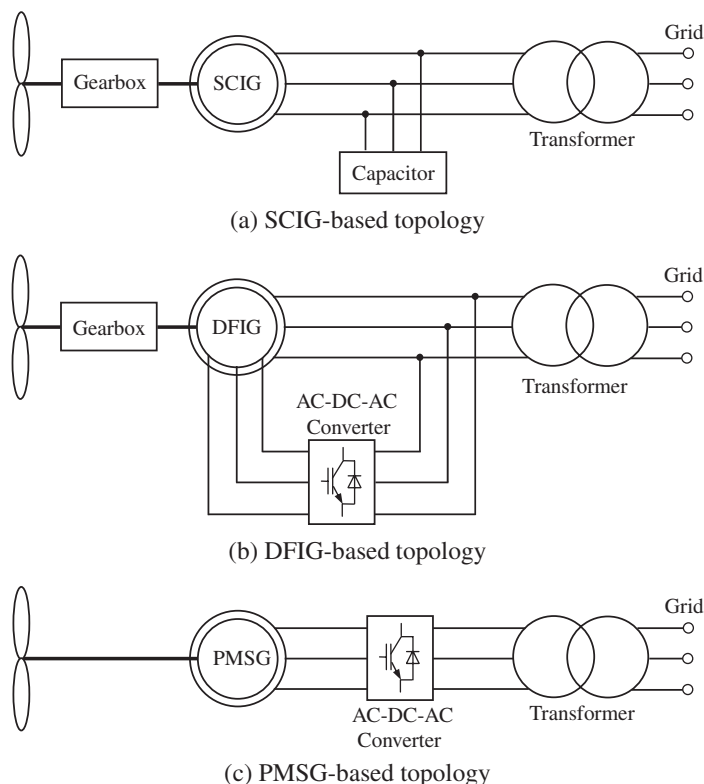 Grid
Gearbox
SCIG
Transformer
Capacitor
(a) SCIG-based topology
Grid
Gearbox
DFIG
Transformer
AC-DC-AC
Converter
(b) DFIG-based topology
Grid
PMSG
Transformer
AC-DC-AC
Converter
(c) PMSG-based topology